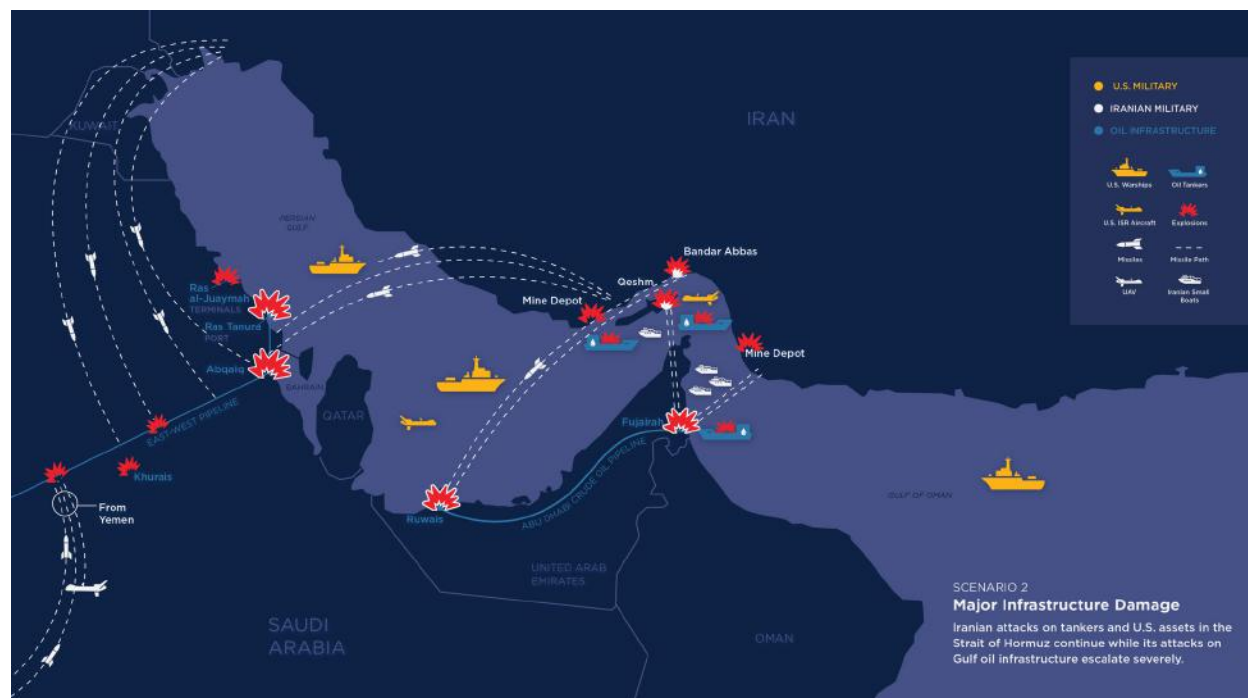 KUWAIT
IRAN
U.S. MILITARY
IRANIAN MILITARY
OIL INFRASTRUCTURE
U.S. Warships
Oil Tankers
U.S. ISR Aircraft
Explosions
Missiles
Missile Path
UAV
Iranian Small
Boats
PERSIAN
GULF
Bandar Abbas
Qeshm
Mine Depot
Ras
al-Juaymah
TERMINALS
Ras Tanura
PORT
Mine Depot
Abqaiq
BAHRAIN
QATAR
EAST-WEST PIPELINE
Fujairah
Khurais
ABU DHABI CRUDE OIL PIPELINE
GULF OF OMAN
From
Yemen
Ruwais
UNITED ARAB
EMIRATES
SAUDI
ARABIA
OMAN
SCENARIO 2
Major Infrastructure Damage
Iranian attacks on tankers and U.S. assets in the
Strait of Hormuz continue while its attacks on
Gulf oil infrastructure escalate severely.